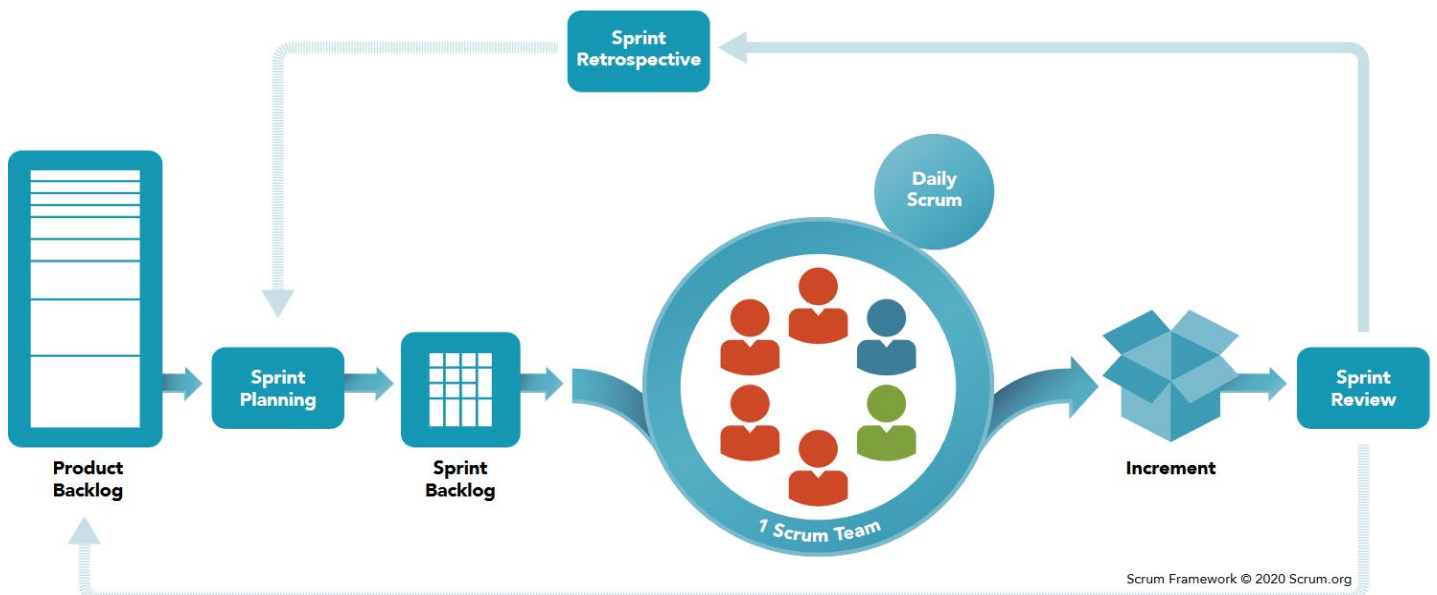 Sprint
Retrospective
Daily
Scrum
Sprint
Planning
Sprint
Review
Product
Backlog
Sprint
Backlog
Increment
1 Scrum Team
Scrum Framework © 2020 Scrum.org